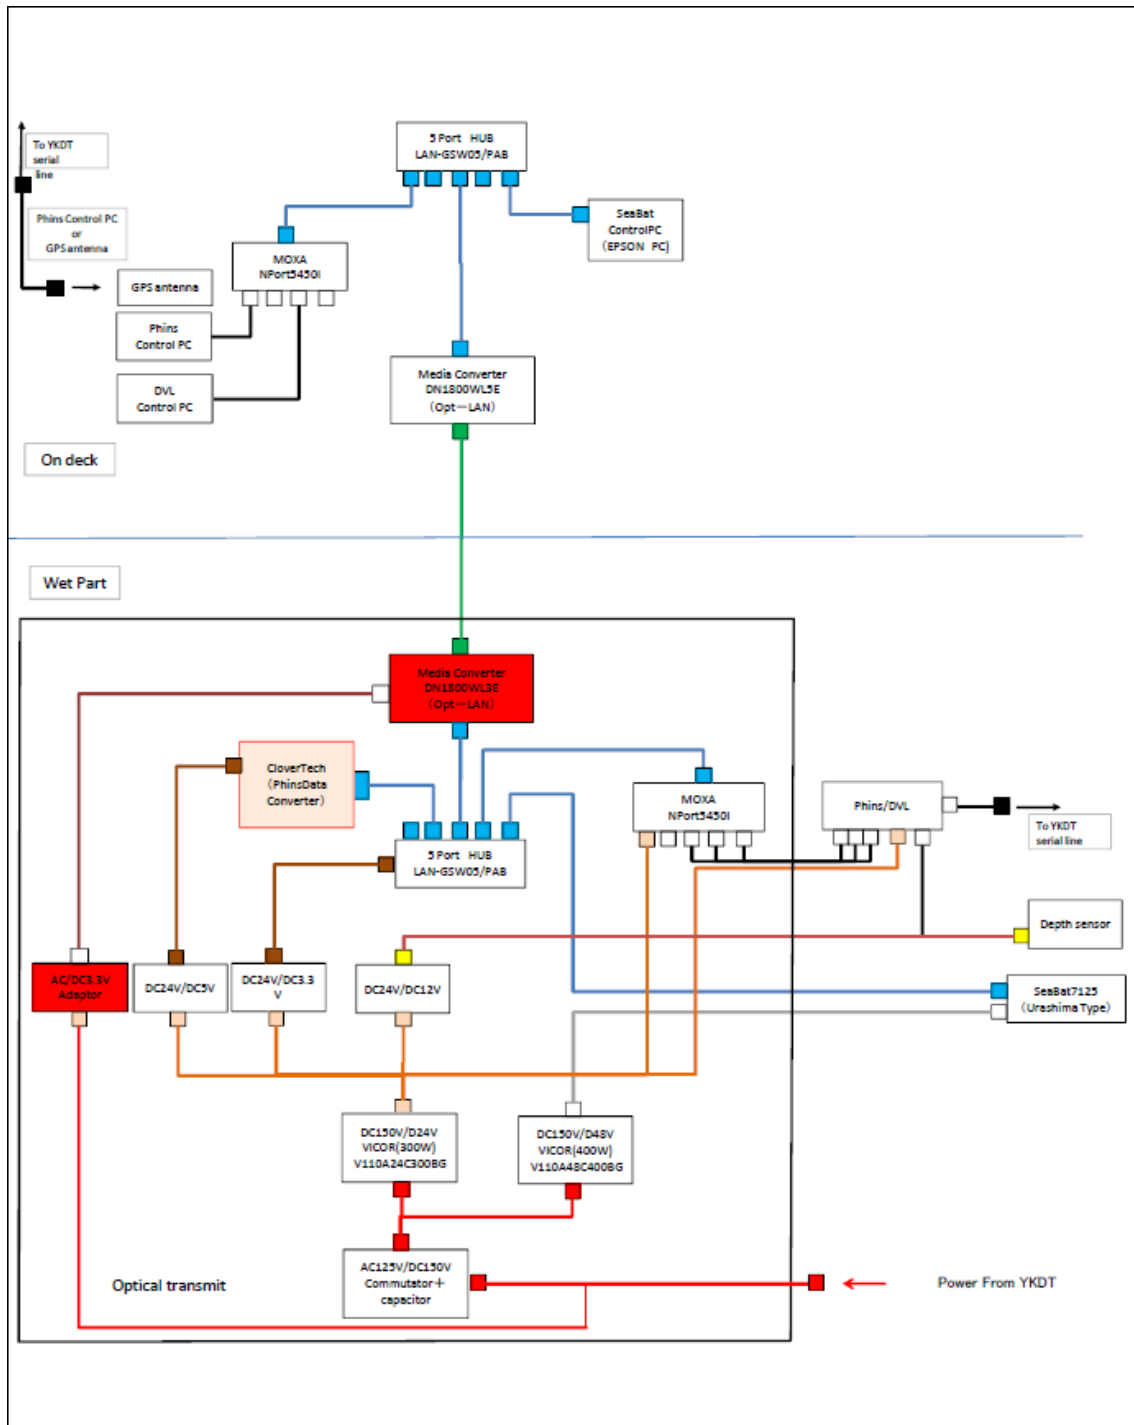 To YKDT
serial
line
5 Port HUB
LAN-GSW05/PAB
Phins Control PC
or
GPS antenna
SeaBat
ControlPC
(EPSON PC)
MOXA
NPort5450I
GPS antenna
Phins
Control PC
DVL
Control PC
Media Converter
DN1800WL5E
(Opt－LAN)
On deck
Wet Part
Media Converter
DN1800WL3E
(Opt－LAN)
CloverTech
(PhinsData
Converter)
MOXA
NPort5450I
Phins/DVL
To YKDT
serial line
5 Port HUB
LAN-GSW05/PAB
Depth sensor
AC/DC3.3V
Adaptor
DC24V/DC5V
DC24V/DC3.3
V
DC24V/DC12V
SeaBat7125
(Urashima Type)
DC150V/D24V
VICOR(300W)
V110A24C300BG
DC150V/D48V
VICOR(400W)
V110A48C400BG
AC125V/DC150V
Commutator＋
capacitor
Optical transmit
Power From YKDT